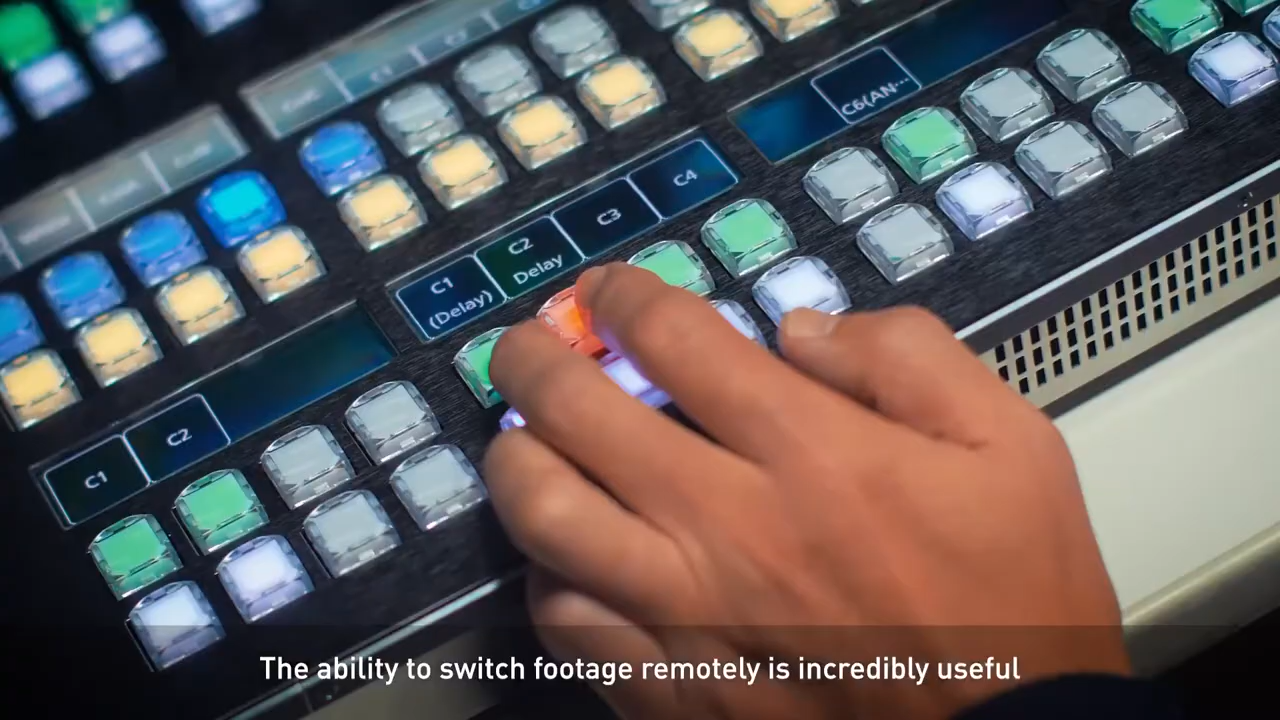 C6(AN…
C4
C3
C2
Delay
C1
(Delay)
C2
C1
The ability to switch footage remotely is incredibly useful